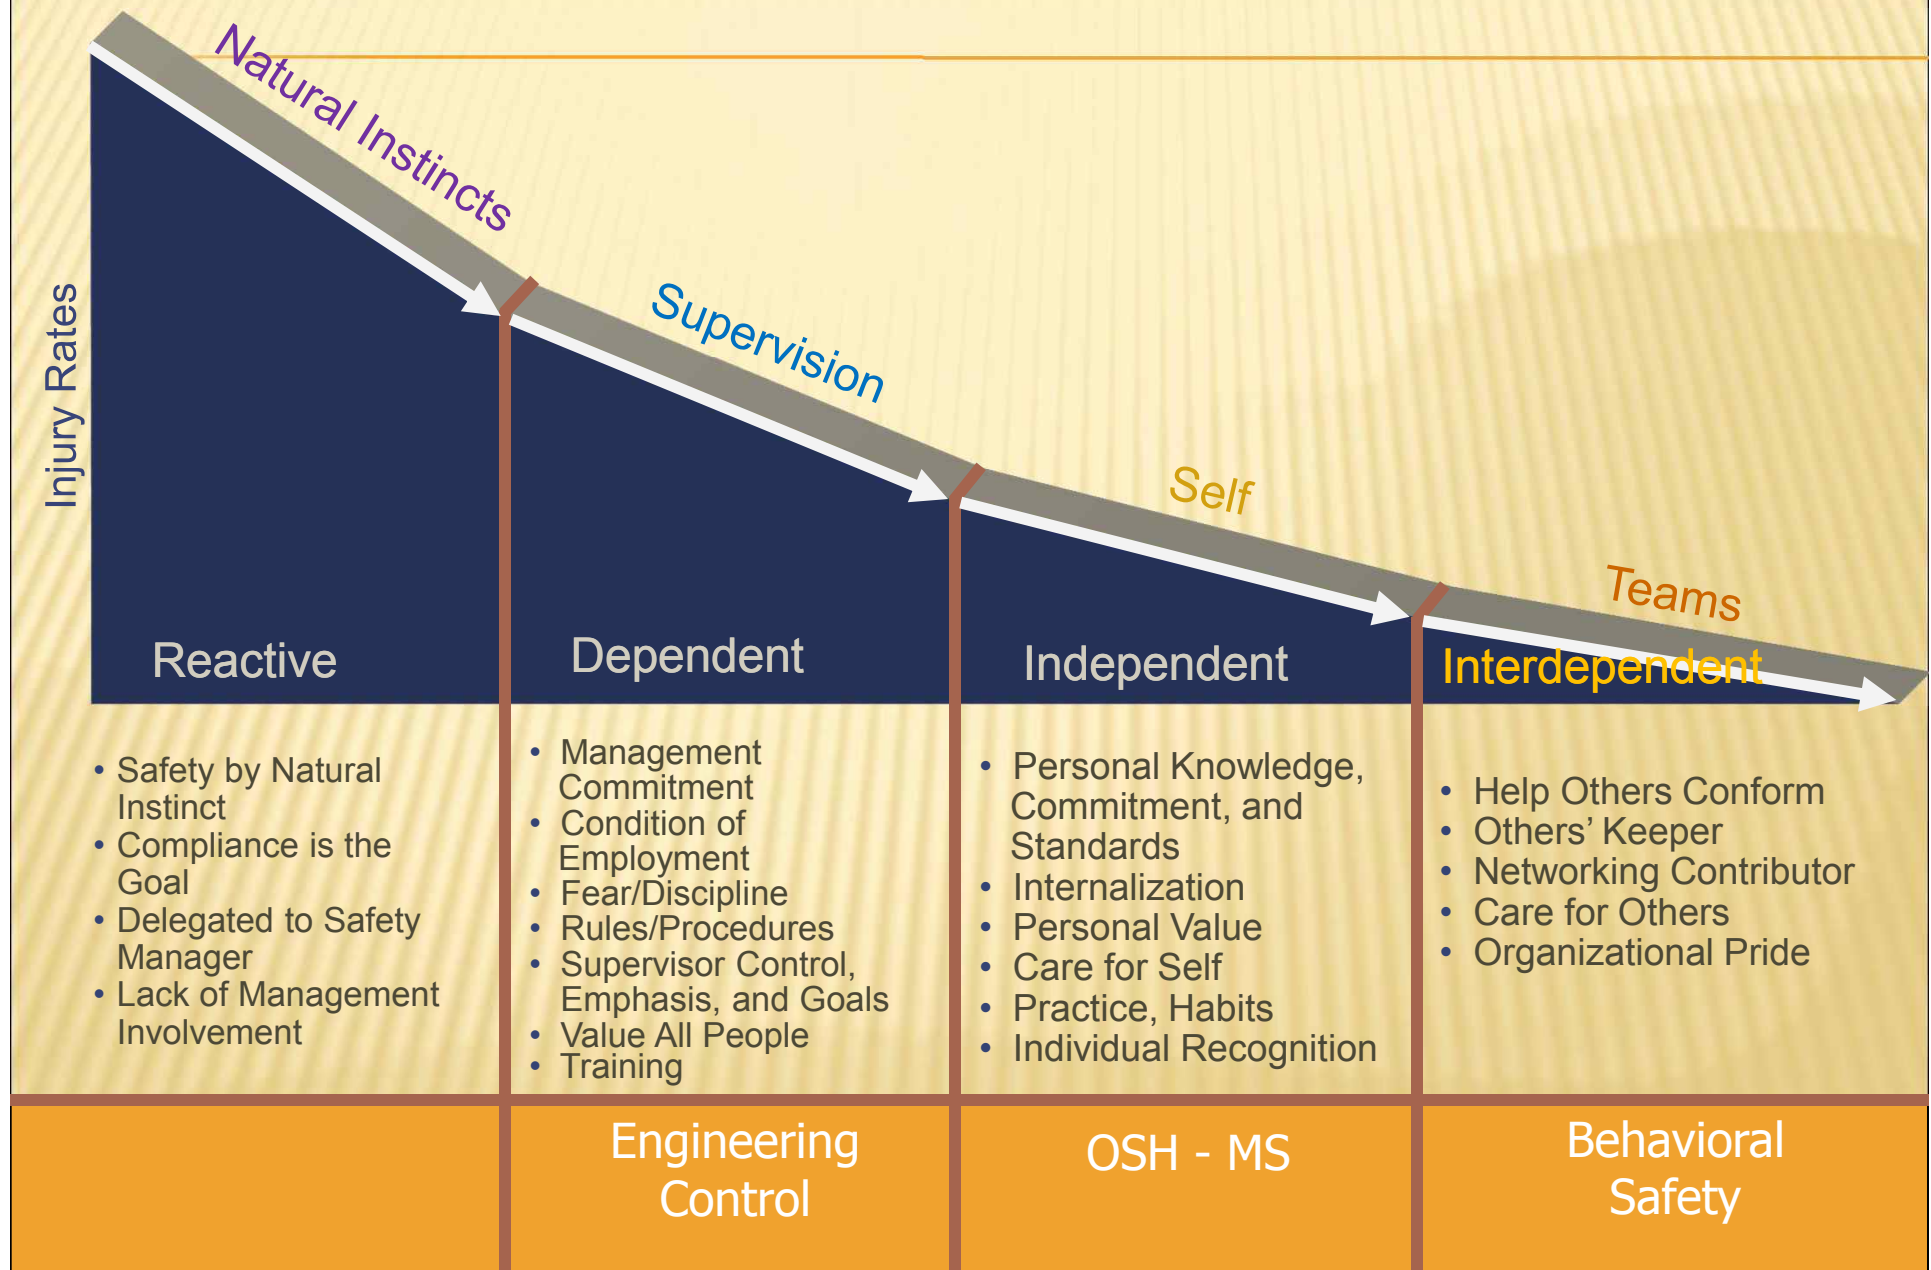 Natural Instincts
Supervision
Self
Teams
Injury Rates
Reactive
Dependent
Independent
Interdependent
• Safety by Natural
Instinct
• Compliance is the
Goal
• Delegated to Safety
Manager
• Lack of Management
Involvement
• Management
Commitment
• Condition of
Employment
• Fear/Discipline
• Rules/Procedures
• Supervisor Control,
Emphasis, and Goals
• Value All People
• Training
• Personal Knowledge,
Commitment, and
Standards
• Internalization
• Personal Value
• Care for Self
• Practice, Habits
• Individual Recognition
• Help Others Conform
• Others’ Keeper
• Networking Contributor
• Care for Others
• Organizational Pride
Engineering
Control
OSH - MS
Behavioral
Safety